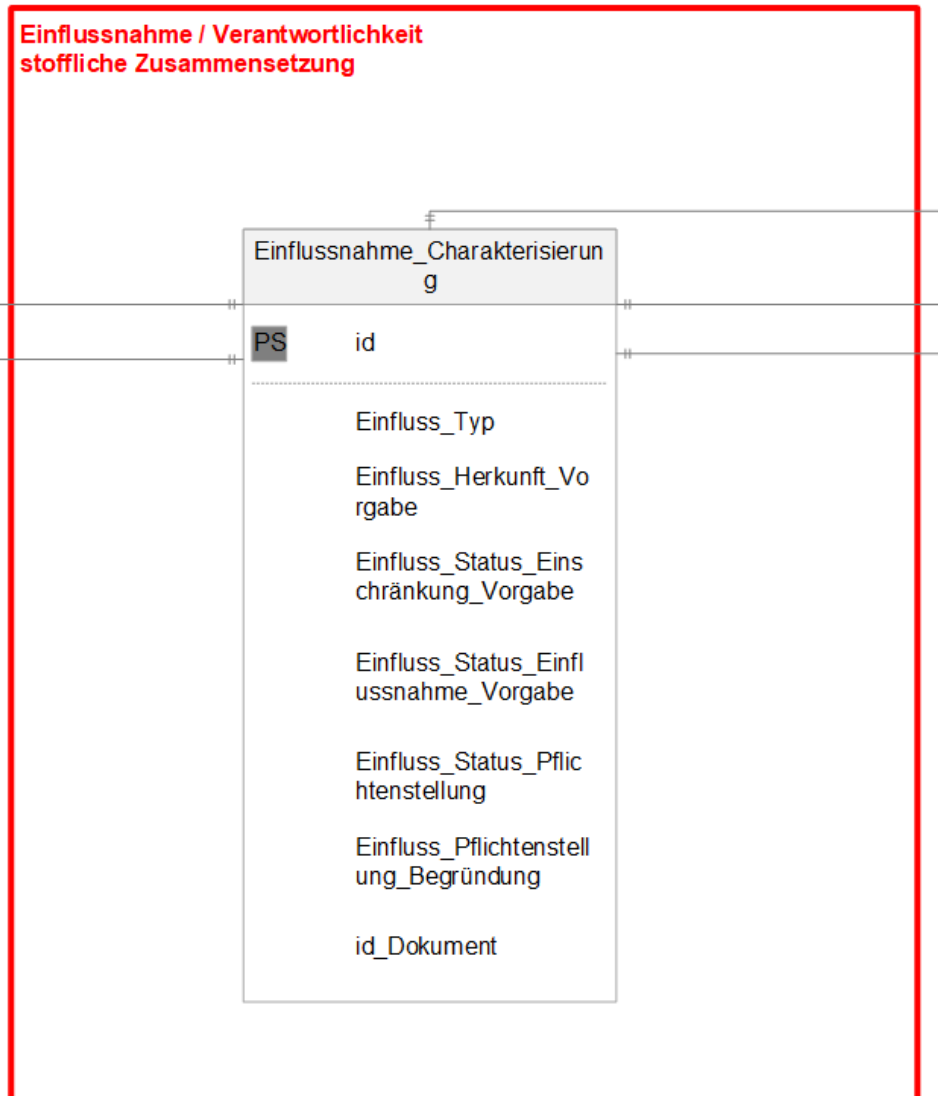 Einflussnahme / Verantwortlichkeit
stoffliche Zusammensetzung
Einflussnahme_Charakterisierun
g
PS id
Einfluss_Typ
Einfluss_Herkunft_Vo
rgabe
Einfluss_Status_Eins
chränkung_Vorgabe
Einfluss_Status_Einfl
ussnahme_Vorgabe
Einfluss_Status_Pflic
htenstellung
Einfluss_Pflichtenstell
ung_Begründung
id_Dokument